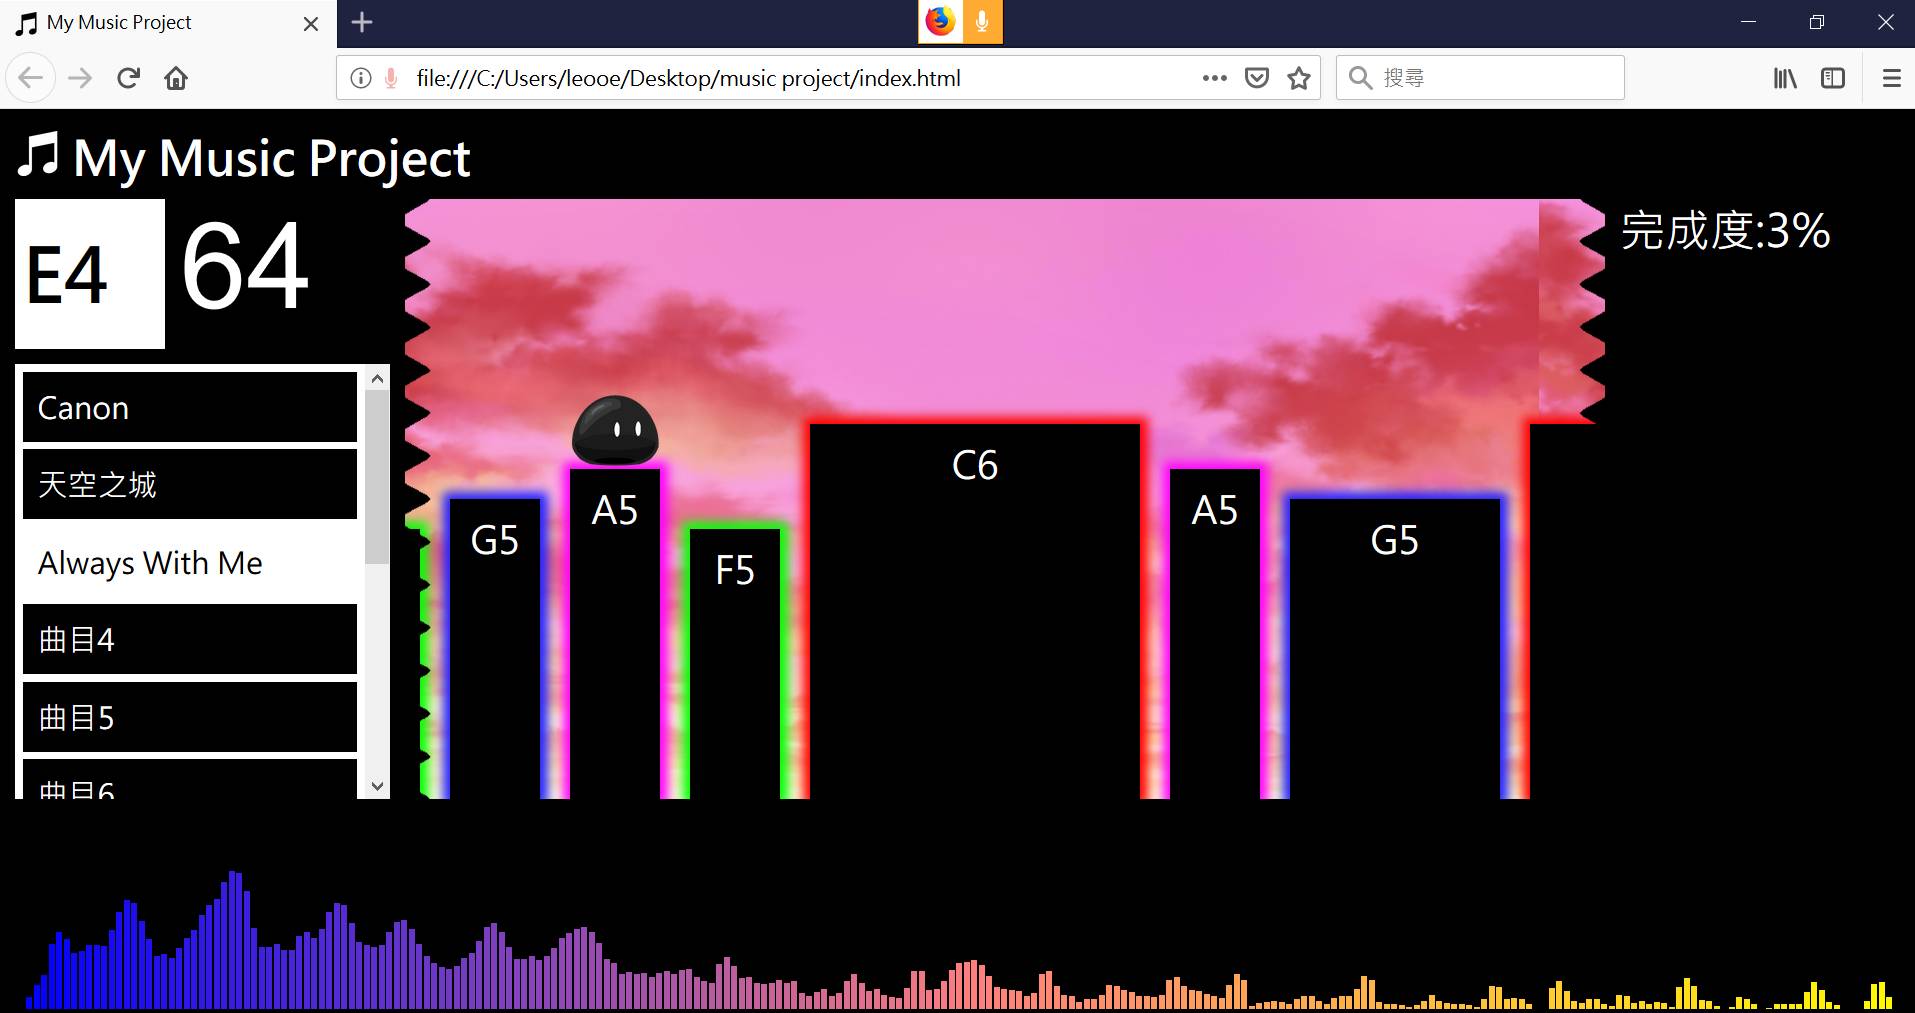 My Music Project
file:///C:/Users/leooe/Desktop/music project/index.html
搜尋
My Music Project
E4
64
完成度:3%
Canon
天空之城
Always With Me
曲目4
曲目5
曲目6
G5
A5
F5
C6
A5
G5